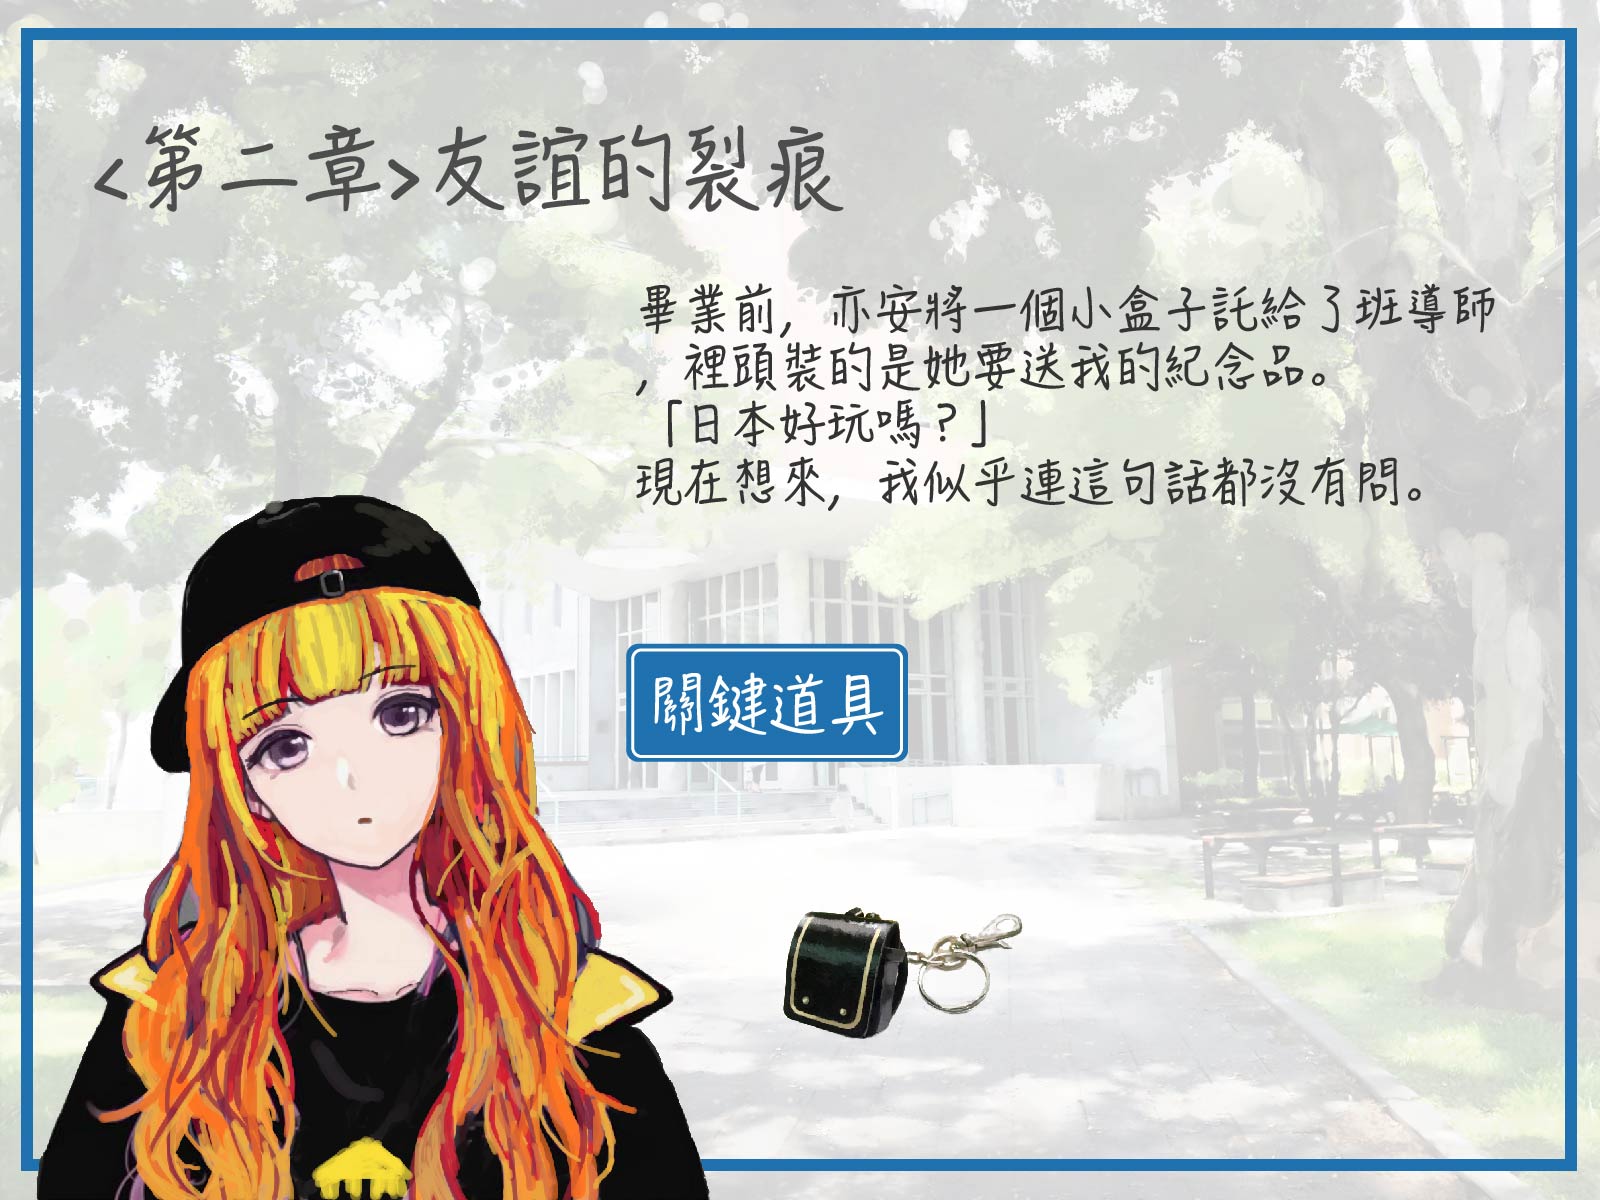 <第二章>友誼的裂痕
畢業前，亦安將一個小盒子託給了班導師
，裡頭裝的是她要送我的紀念品。
「日本好玩嗎？」
現在想來，我似乎連這句話都沒有問。
關鍵道具